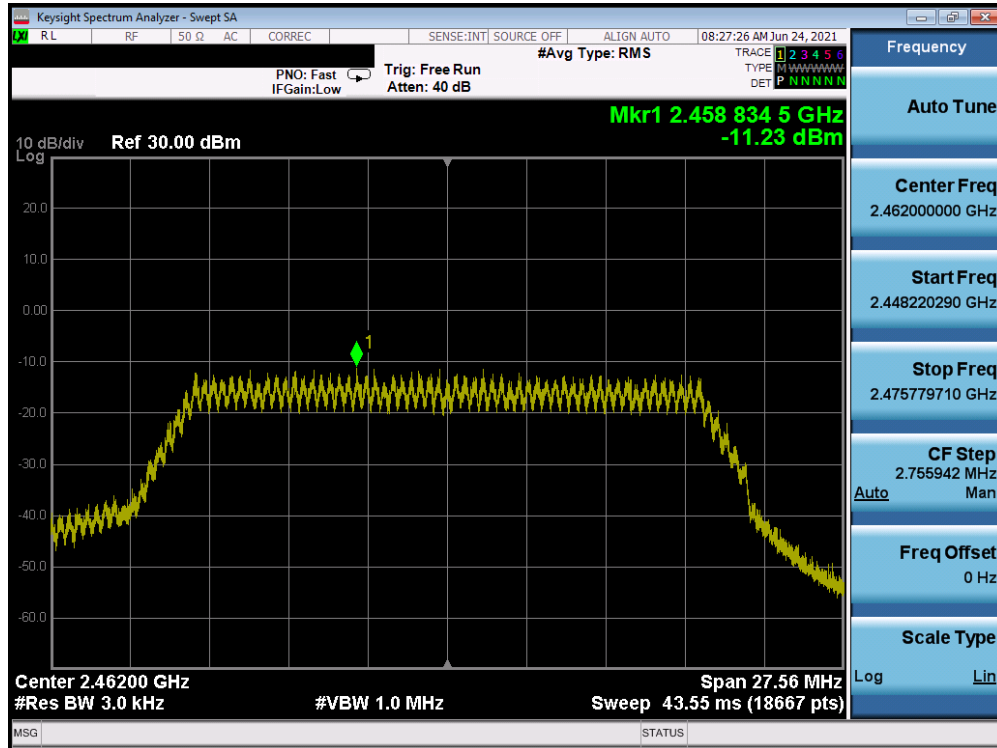 Keysight Spectrum Analyzer - Swept SA
LXI RL RF 50 Ω AC CORREC SENSE:INT SOURCE OFF ALIGN AUTO 08:27:26 AM Jun 24, 2021
#Avg Type: RMS
TRACE 1 2 3 4 5 6
PNO: Fast Trig: Free Run
TYPE M WWWWW
IFGain:Low Atten: 40 dB
DET P N N N N N
Mkr1 2.458 834 5 GHz
-11.23 dBm
10 dB/div Ref 30.00 dBm
Log
20.0
10.0
0.00
-10.0
-20.0
-30.0
-40.0
-50.0
-60.0
1
Center 2.46200 GHz Span 27.56 MHz
#Res BW 3.0 kHz #VBW 1.0 MHz Sweep 43.55 ms (18667 pts)
MSG STATUS
Frequency
Auto Tune
Center Freq
2.462000000 GHz
Start Freq
2.448220290 GHz
Stop Freq
2.475779710 GHz
CF Step
2.755942 MHz
Auto Man
Freq Offset
0 Hz
Scale Type
Log Lin